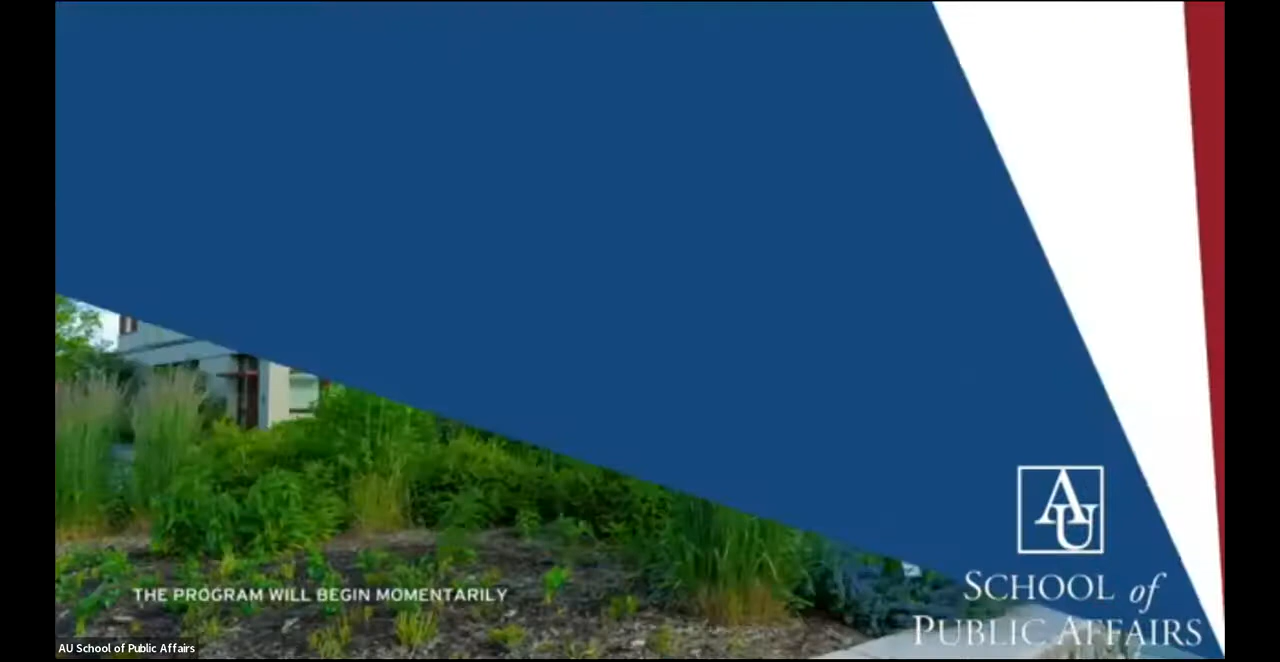 AU
SCHOOL of
PUBLIC AFFAIRS
THE PROGRAM WILL BEGIN MOMENTARILY
AU School of Public Affairs